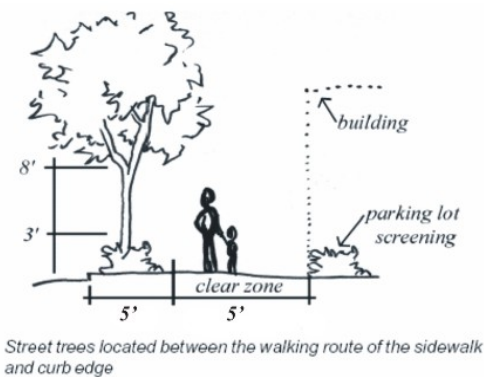 building
8'
parking lot
screening
3'
clear zone
5'
5'
Street trees located between the walking route of the sidewalk
and curb edge